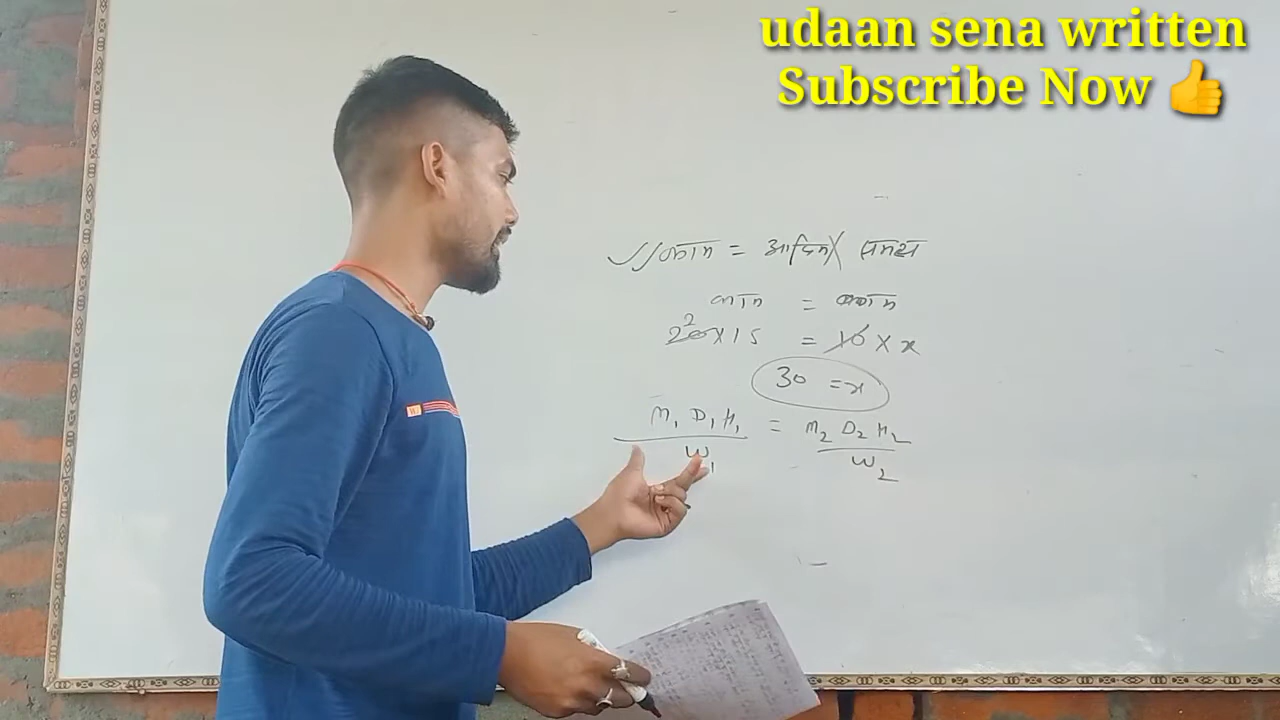 udaan sena written
Subscribe Now 👍
काम = आदमी × समय
काम = काम
20 2 × 15 = 10 × x
30 = x
M₁ D₁ H₁ / W₁ = M₂ D₂ H₂ / W₂